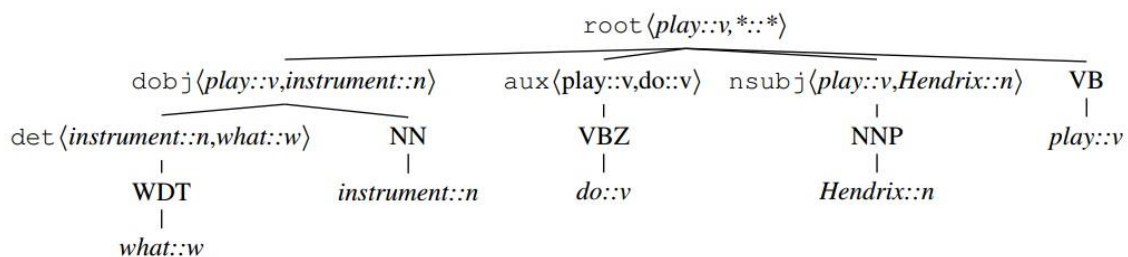 root⟨play::v,*::*⟩
dobj⟨play::v,instrument::n⟩ aux⟨play::v,do::v⟩ nsubj⟨play::v,Hendrix::n⟩ VB
det⟨instrument::n,what::w⟩ NN VBZ NNP play::v
WDT instrument::n do::v Hendrix::n
what::w